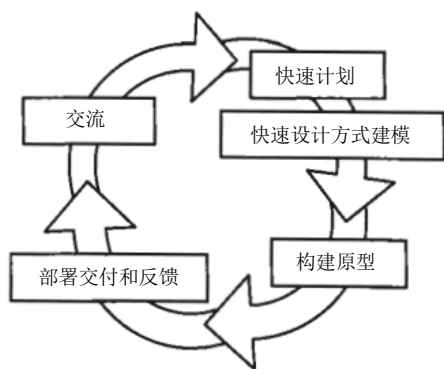 快速计划
交流
快速设计方式建模
构建原型
部署交付和反馈